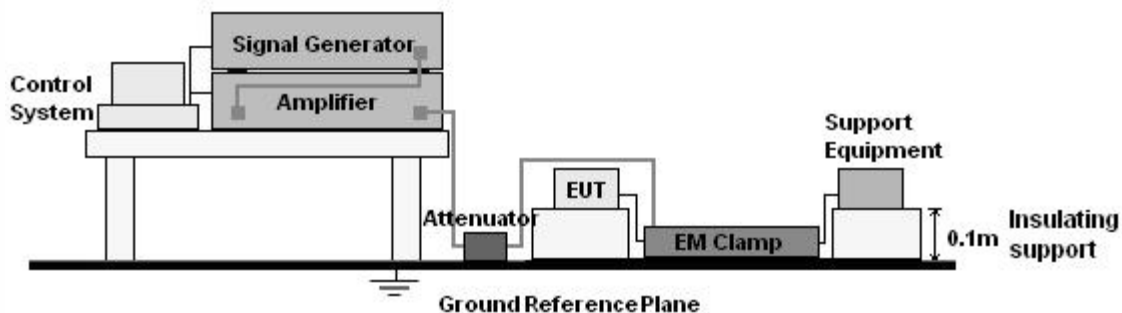 Signal Generator
Control
System
Amplifier
Support
Equipment
EUT
Attenuator
EM Clamp
0.1m
Insulating
support
Ground Reference Plane